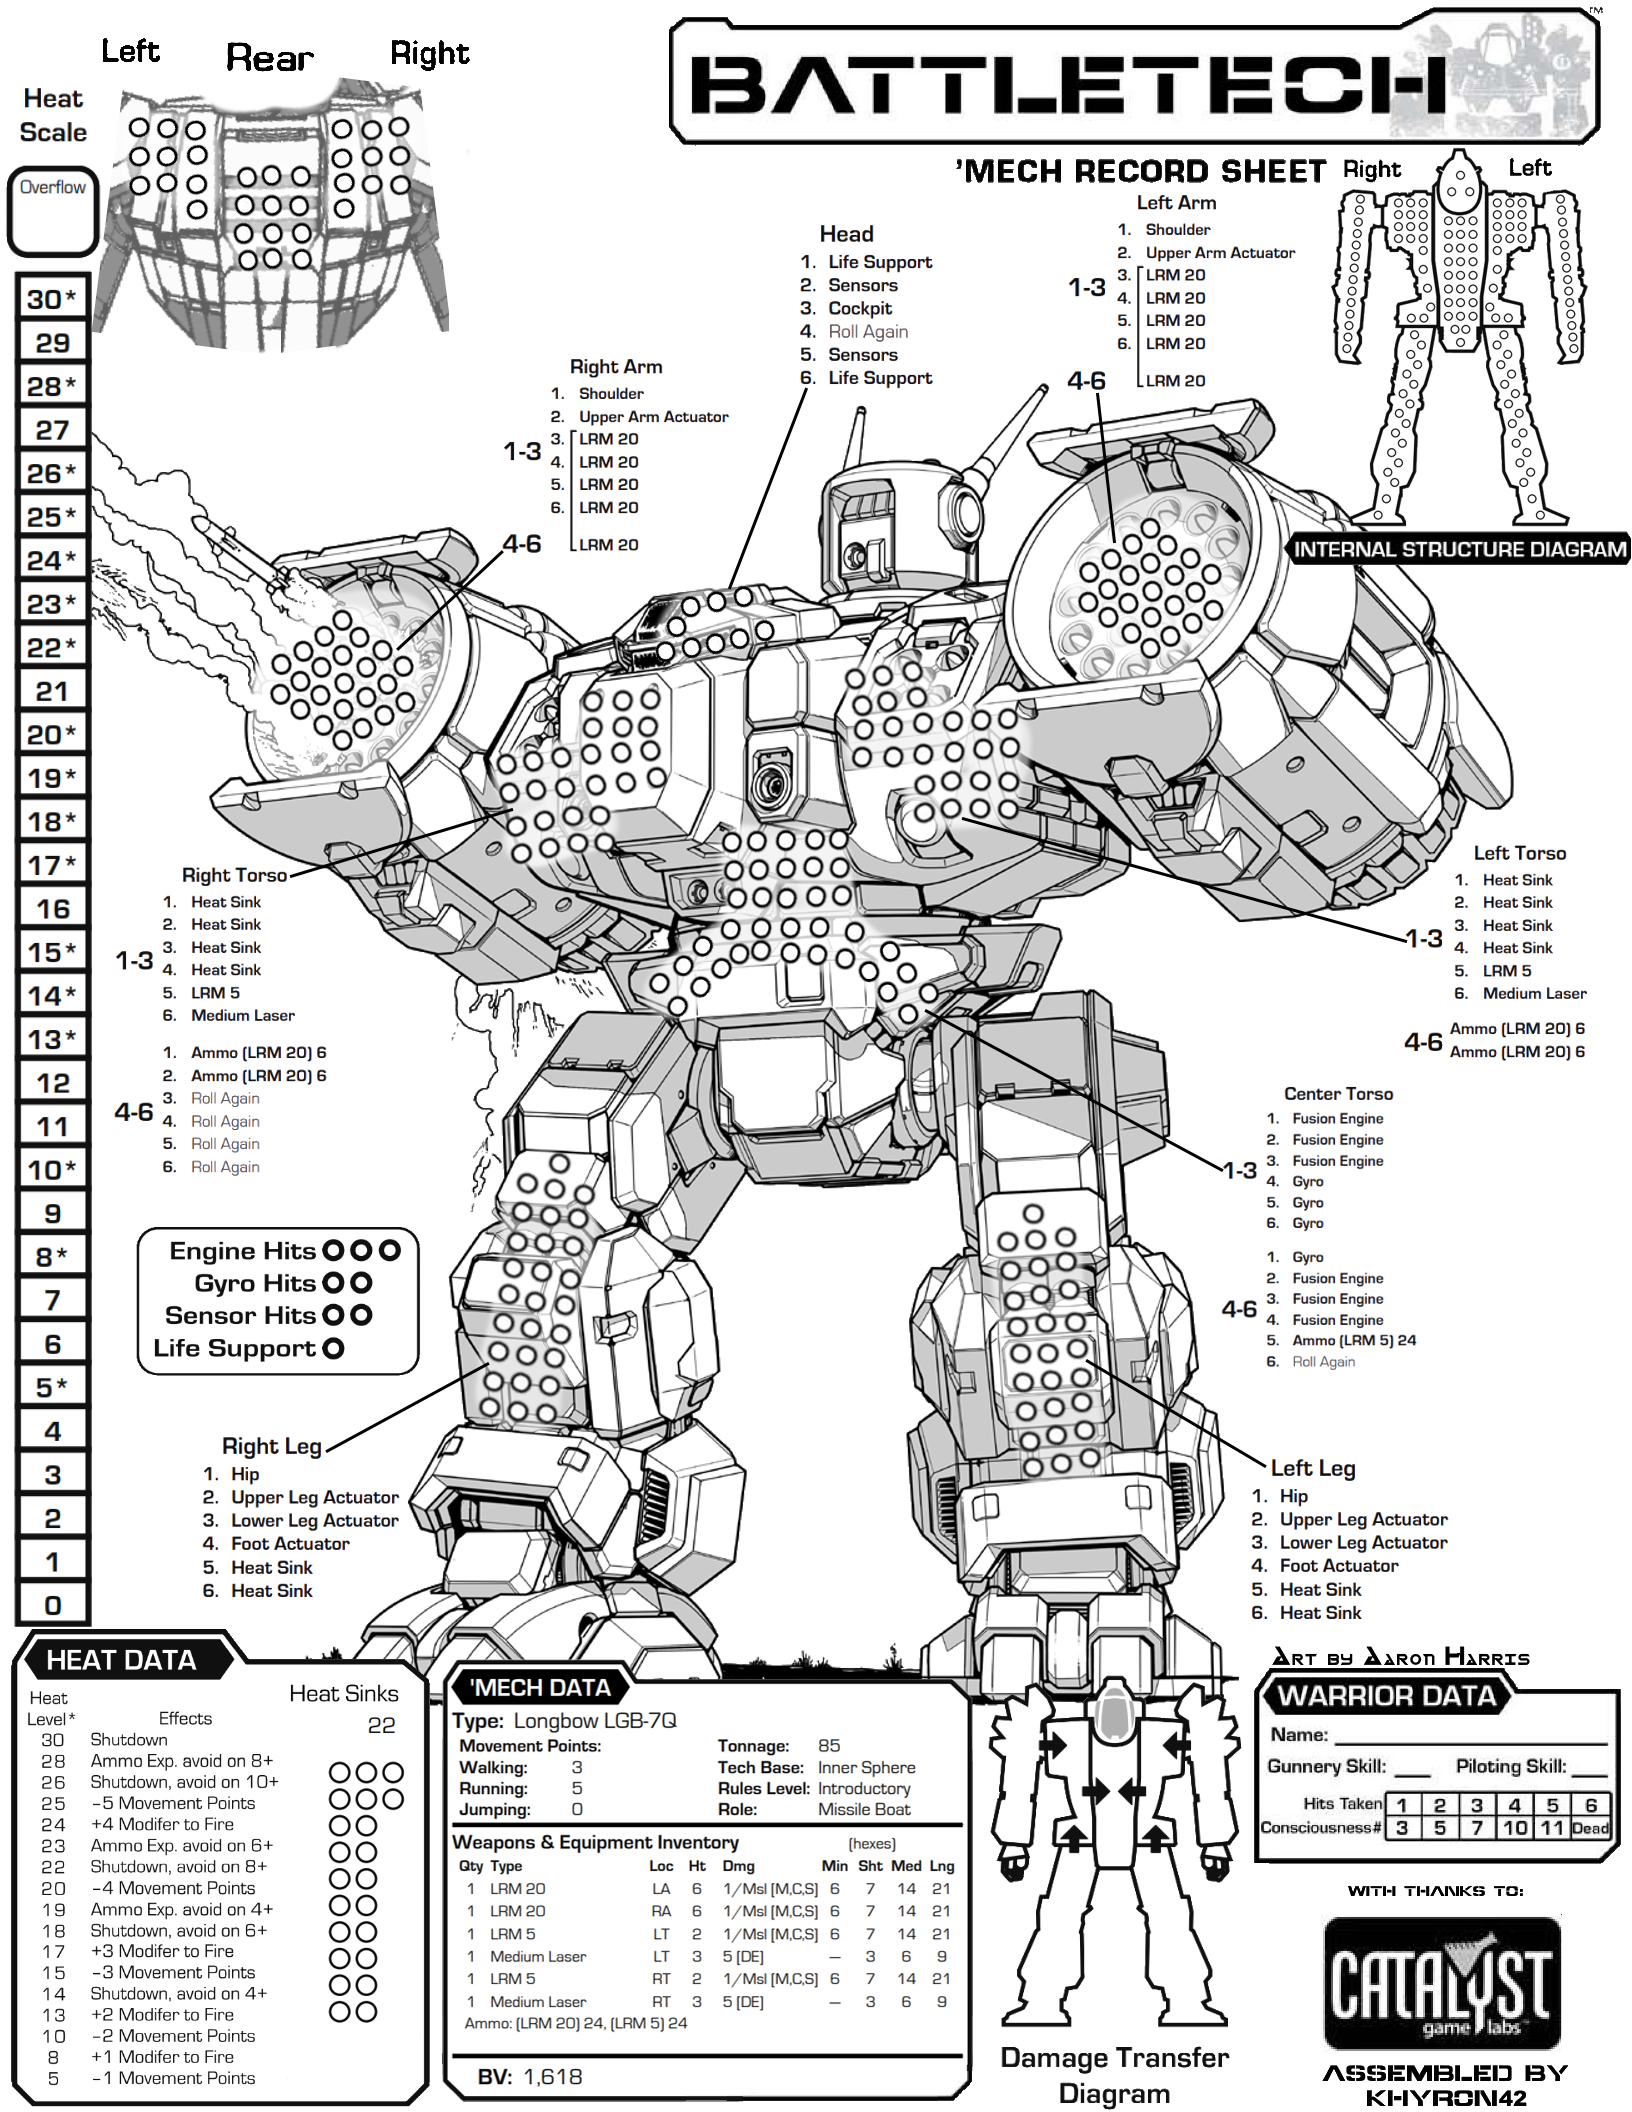 BATTLETECH™
'MECH RECORD SHEET
Left Rear Right
Heat
Scale
Overflow
30*
29
28*
27
26*
25*
24*
23*
22*
21
20*
19*
18*
17*
16
15*
14*
13*
12
11
10*
9
8*
7
6
5*
4
3
2
1
0
Head
1. Life Support
2. Sensors
3. Cockpit
4. Roll Again
5. Sensors
6. Life Support
Left Arm
1. Shoulder
2. Upper Arm Actuator
1-3
3. LRM 20
4. LRM 20
5. LRM 20
6. LRM 20
4-6
LRM 20
Right Left
INTERNAL STRUCTURE DIAGRAM
Right Arm
1. Shoulder
2. Upper Arm Actuator
1-3
3. LRM 20
4. LRM 20
5. LRM 20
6. LRM 20
4-6
LRM 20
Right Torso
1-3
1. Heat Sink
2. Heat Sink
3. Heat Sink
4. Heat Sink
5. LRM 5
6. Medium Laser
4-6
1. Ammo (LRM 20) 6
2. Ammo (LRM 20) 6
3. Roll Again
4. Roll Again
5. Roll Again
6. Roll Again
Left Torso
1-3
1. Heat Sink
2. Heat Sink
3. Heat Sink
4. Heat Sink
5. LRM 5
6. Medium Laser
4-6
Ammo (LRM 20) 6
Ammo (LRM 20) 6
Center Torso
1-3
1. Fusion Engine
2. Fusion Engine
3. Fusion Engine
4. Gyro
5. Gyro
6. Gyro
4-6
1. Gyro
2. Fusion Engine
3. Fusion Engine
4. Fusion Engine
5. Ammo (LRM 5) 24
6. Roll Again
Engine Hits
Gyro Hits
Sensor Hits
Life Support
Right Leg
1. Hip
2. Upper Leg Actuator
3. Lower Leg Actuator
4. Foot Actuator
5. Heat Sink
6. Heat Sink
Left Leg
1. Hip
2. Upper Leg Actuator
3. Lower Leg Actuator
4. Foot Actuator
5. Heat Sink
6. Heat Sink
HEAT DATA
Heat
Level* Effects
Heat Sinks
22
30 Shutdown
28 Ammo Exp. avoid on 8+
26 Shutdown, avoid on 10+
25 -5 Movement Points
24 +4 Modifer to Fire
23 Ammo Exp. avoid on 6+
22 Shutdown, avoid on 8+
20 -4 Movement Points
19 Ammo Exp. avoid on 4+
18 Shutdown, avoid on 6+
17 +3 Modifer to Fire
15 -3 Movement Points
14 Shutdown, avoid on 4+
13 +2 Modifer to Fire
10 -2 Movement Points
8 +1 Modifer to Fire
5 -1 Movement Points
'MECH DATA
Type: Longbow LGB-7Q
Movement Points: Tonnage: 85
Walking: 3 Tech Base: Inner Sphere
Running: 5 Rules Level: Introductory
Jumping: 0 Role: Missile Boat
Weapons & Equipment Inventory (hexes)
Qty Type Loc Ht Dmg Min Sht Med Lng
1 LRM 20 LA 6 1/Msl [M,C,S] 6 7 14 21
1 LRM 20 RA 6 1/Msl [M,C,S] 6 7 14 21
1 LRM 5 LT 2 1/Msl [M,C,S] 6 7 14 21
1 Medium Laser LT 3 5 [DE] — 3 6 9
1 LRM 5 RT 2 1/Msl [M,C,S] 6 7 14 21
1 Medium Laser RT 3 5 [DE] — 3 6 9
Ammo: (LRM 20) 24, (LRM 5) 24
BV: 1,618
Damage Transfer
Diagram
ART BY AARON HARRIS
WARRIOR DATA
Name:
Gunnery Skill: Piloting Skill:
Hits Taken 1 2 3 4 5 6
Consciousness# 3 5 7 10 11 Dead
WITH THANKS TO:
CATALYST
game labs™
ASSEMBLED BY
KHYRON42